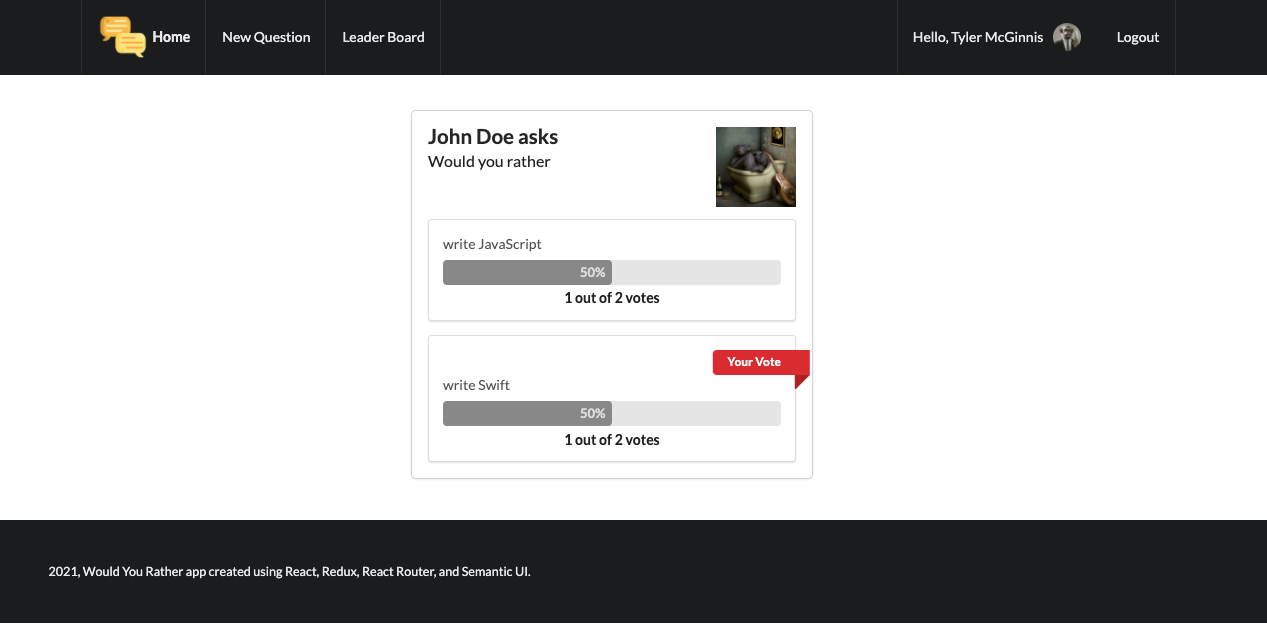 Home New Question Leader Board Hello, Tyler McGinnis Logout
John Doe asks
Would you rather
write JavaScript
50%
1 out of 2 votes
Your Vote
write Swift
50%
1 out of 2 votes
2021, Would You Rather app created using React, Redux, React Router, and Semantic UI.